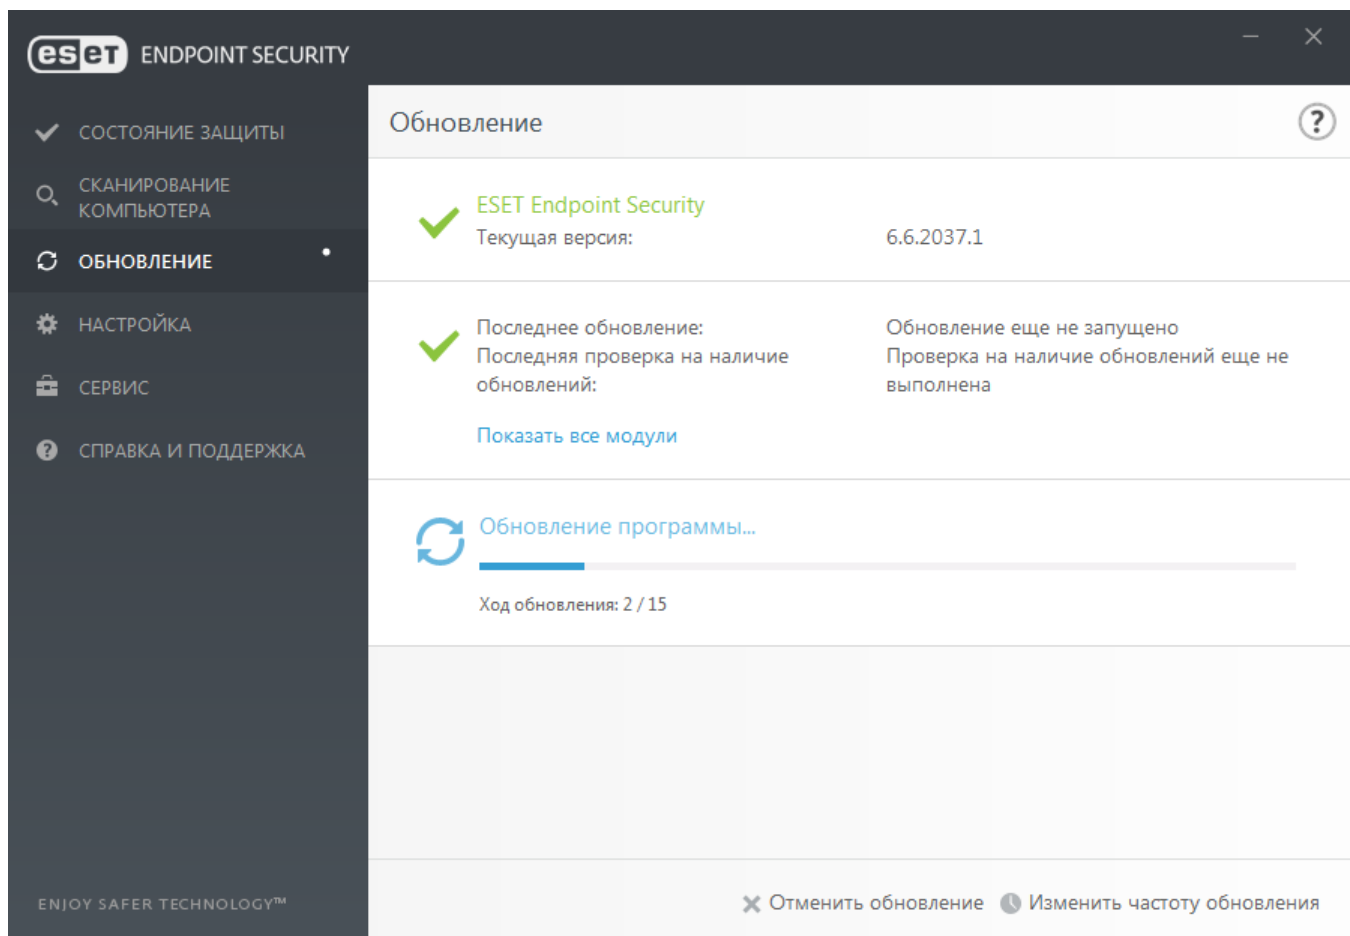 eset ENDPOINT SECURITY
СОСТОЯНИЕ ЗАЩИТЫ
СКАНИРОВАНИЕ
КОМПЬЮТЕРА
ОБНОВЛЕНИЕ
НАСТРОЙКА
СЕРВИС
СПРАВКА И ПОДДЕРЖКА
ENJOY SAFER TECHNOLOGY™
Обновление
?
ESET Endpoint Security
Текущая версия: 6.6.2037.1
Последнее обновление: Обновление еще не запущено
Последняя проверка на наличие Проверка на наличие обновлений еще не
обновлений: выполнена
Показать все модули
Обновление программы...
Ход обновления: 2 / 15
Отменить обновление Изменить частоту обновления